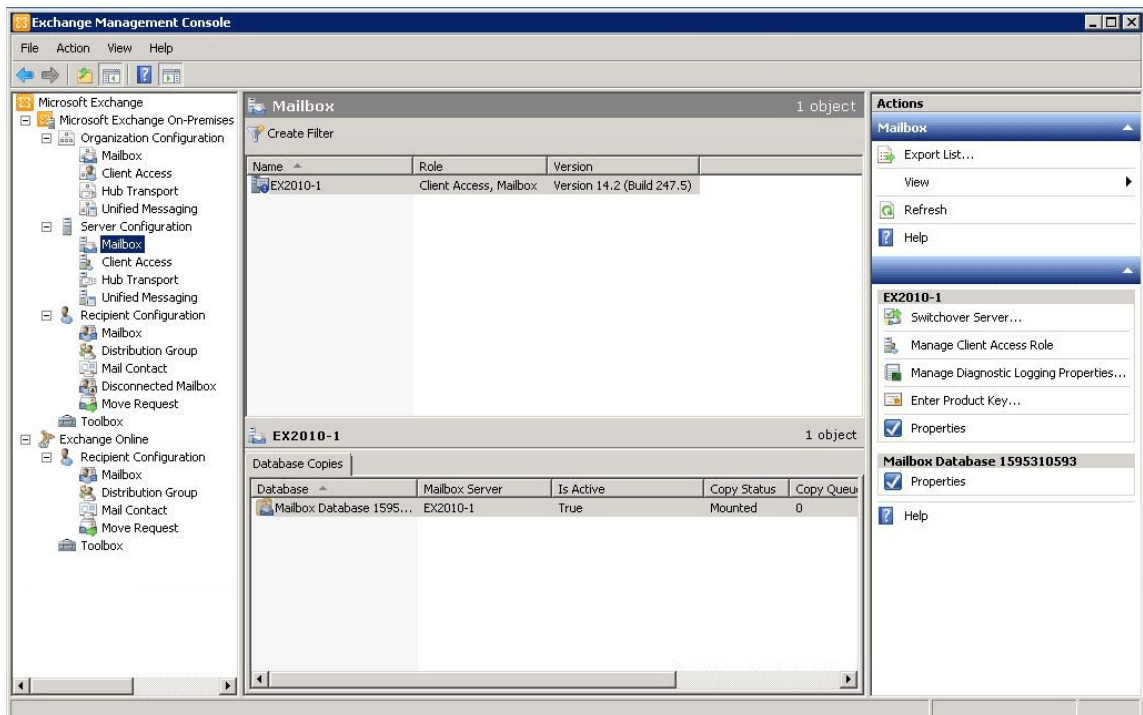 Exchange Management Console
File Action View Help
Microsoft Exchange
Microsoft Exchange On-Premises
Organization Configuration
Mailbox
Client Access
Hub Transport
Unified Messaging
Server Configuration
Mailbox
Client Access
Hub Transport
Unified Messaging
Recipient Configuration
Mailbox
Distribution Group
Mail Contact
Disconnected Mailbox
Move Request
Toolbox
Exchange Online
Recipient Configuration
Mailbox
Distribution Group
Mail Contact
Move Request
Toolbox
Mailbox 1 object
Create Filter
Name Role Version
EX2010-1 Client Access, Mailbox Version 14.2 (Build 247.5)
EX2010-1 1 object
Database Copies
Database Mailbox Server Is Active Copy Status Copy Queu
Mailbox Database 1595... EX2010-1 True Mounted 0
Actions
Mailbox
Export List...
View
Refresh
Help
EX2010-1
Switchover Server...
Manage Client Access Role
Manage Diagnostic Logging Properties...
Enter Product Key...
Properties
Mailbox Database 1595310593
Properties
Help